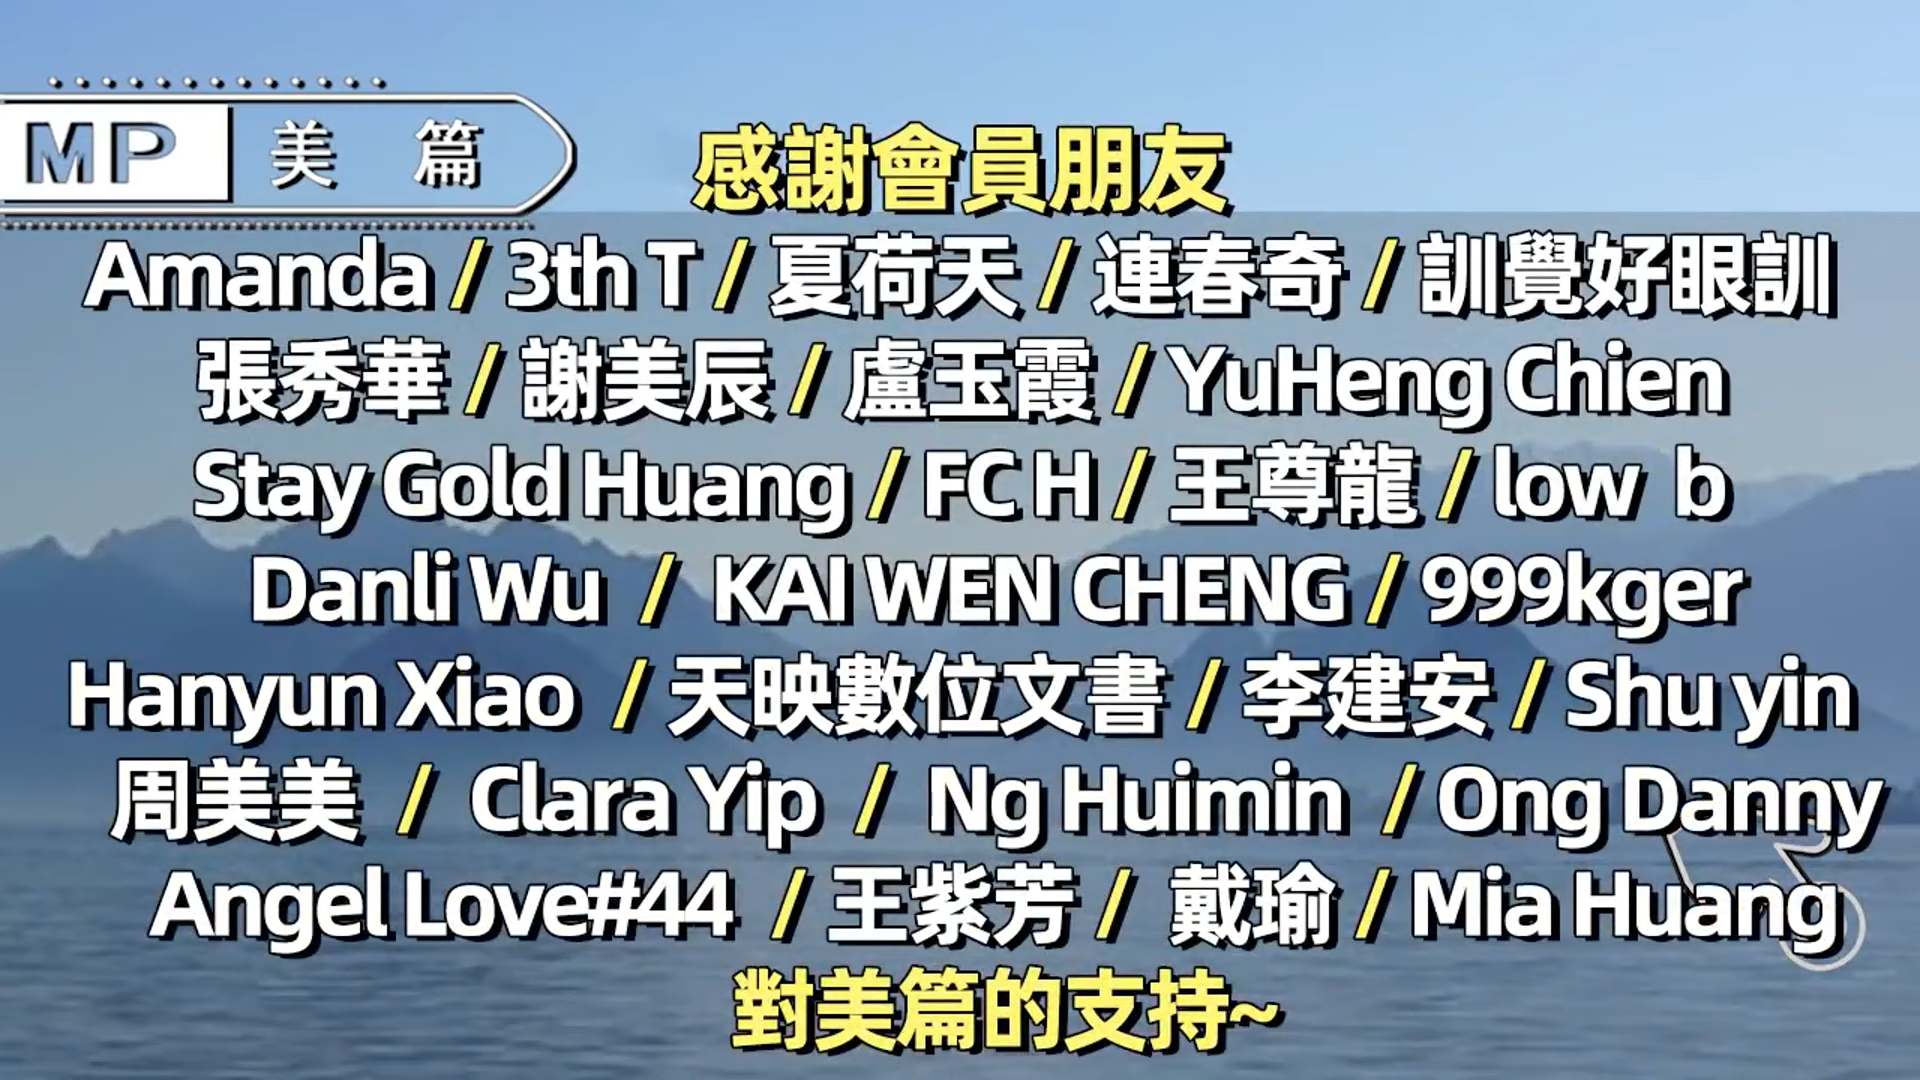 MP 美 篇
感謝會員朋友
Amanda / 3th T / 夏荷天 / 連春奇 / 訓覺好眼訓
張秀華 / 謝美辰 / 盧玉霞 / YuHeng Chien
Stay Gold Huang / FC H / 王尊龍 / low b
Danli Wu / KAI WEN CHENG / 999kger
Hanyun Xiao / 天映數位文書 / 李建安 / Shu yin
周美美 / Clara Yip / Ng Huimin / Ong Danny
Angel Love#44 / 王紫芳 / 戴瑜 / Mia Huang
對美篇的支持~